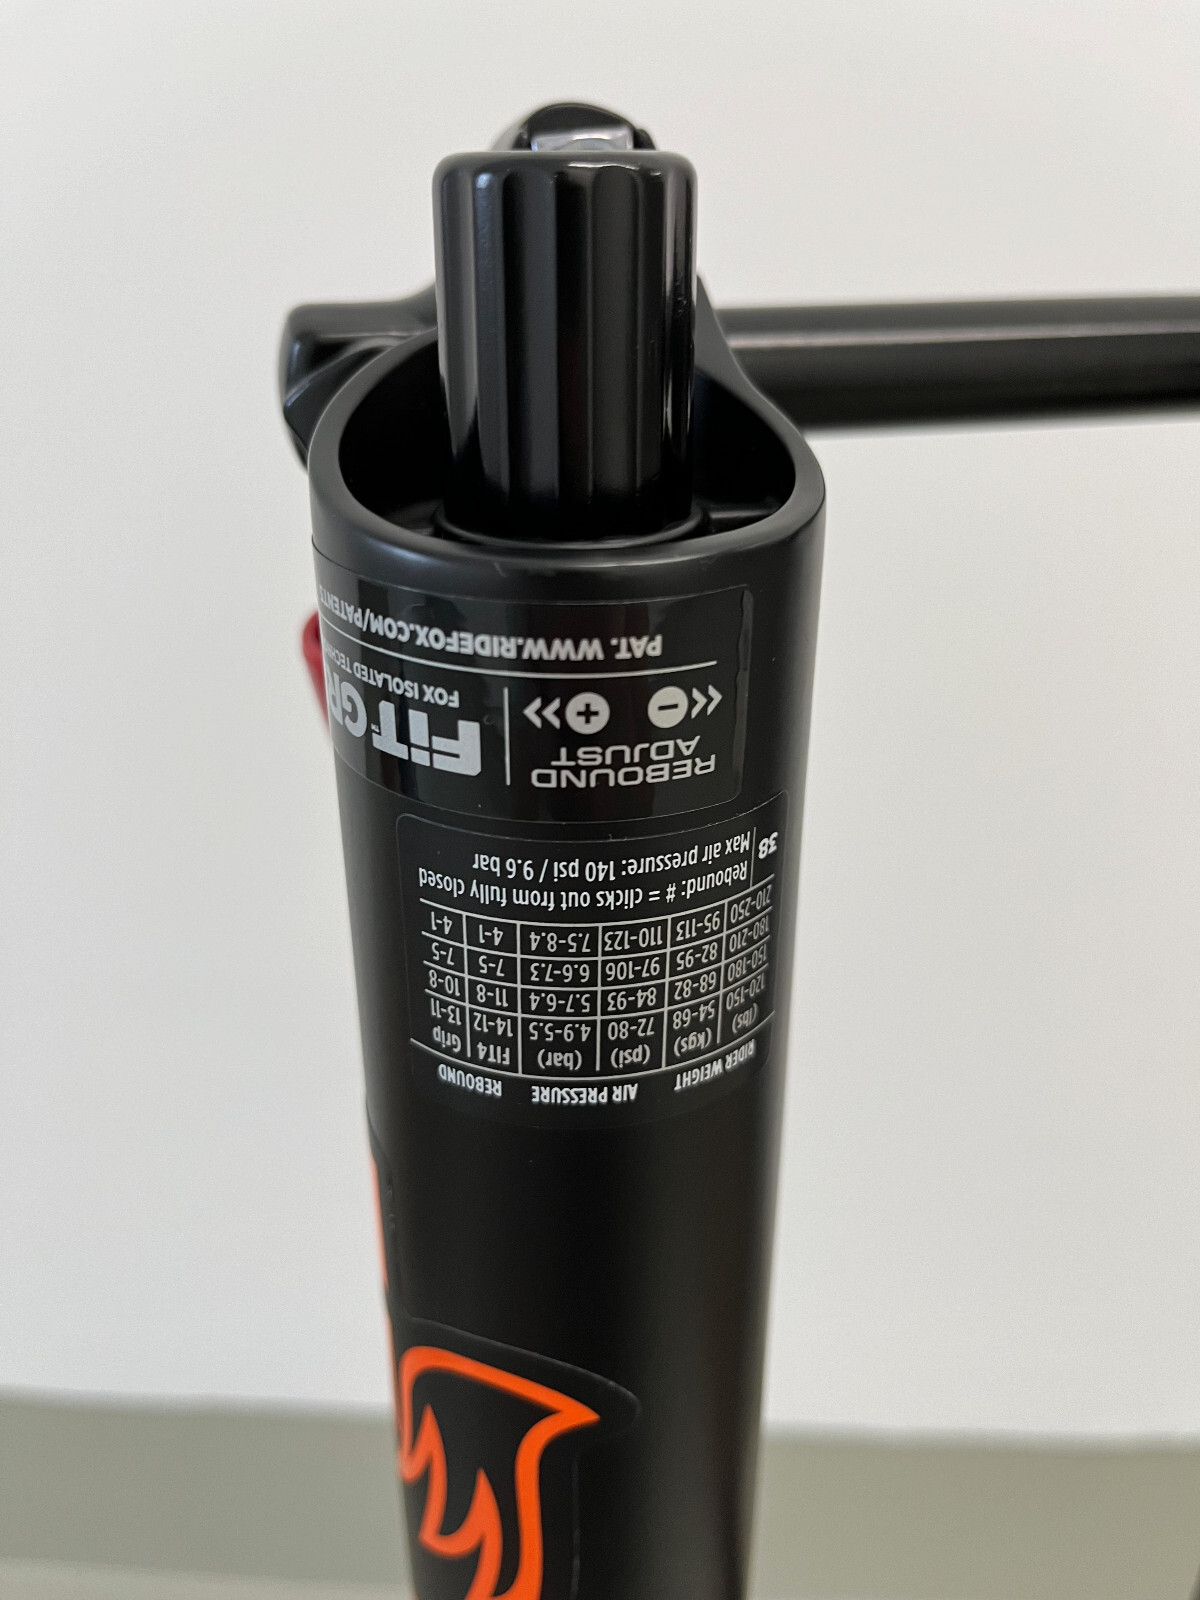 RIDER WEIGHT AIR PRESSURE REBOUND
(lbs) (kgs) (psi) (bar) FIT4 Grip
120-150 54-68 72-80 4.9-5.5 14-12 13-11
150-180 68-82 84-93 5.7-6.4 11-8 10-8
180-210 82-95 97-106 6.6-7.3 7-5 7-5
210-250 95-113 110-123 7.5-8.4 4-1 4-1
Rebound: # = clicks out from fully closed
38 Max air pressure: 140 psi / 9.6 bar
REBOUND
ADJUST
− +
FiT™ GR
FOX ISOLATED TECHN
PAT. WWW.RIDEFOX.COM/PATENTS